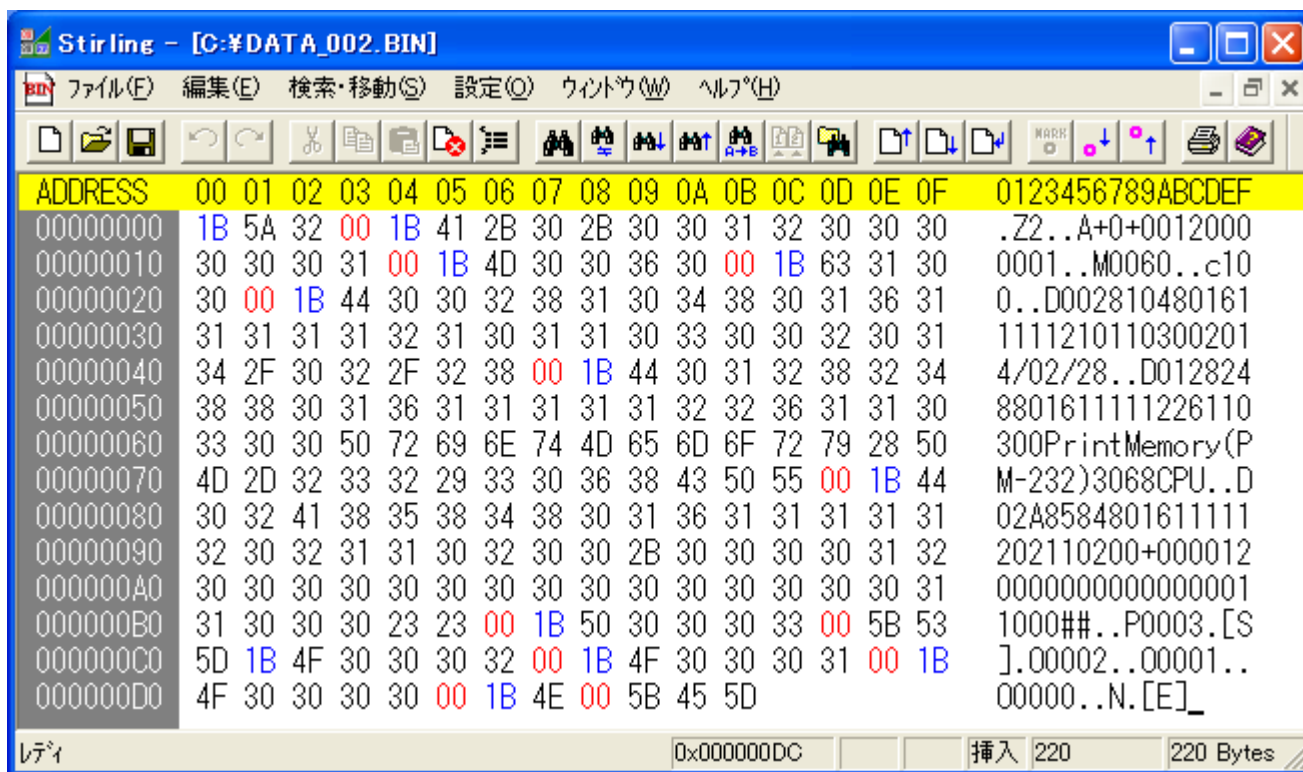 Stirling - [C:¥DATA_002.BIN]
ファイル(F) 編集(E) 検索・移動(S) 設定(O) ウィンドウ(W) ヘルプ(H)
MARK
A→B
ADDRESS 00 01 02 03 04 05 06 07 08 09 0A 0B 0C 0D 0E 0F 0123456789ABCDEF
00000000 1B 5A 32 00 1B 41 2B 30 2B 30 30 31 32 30 30 30 .Z2..A+0+0012000
00000010 30 30 30 31 00 1B 4D 30 30 36 30 00 1B 63 31 30 0001..M0060..c10
00000020 30 00 1B 44 30 30 32 38 31 30 34 38 30 31 36 31 0..D002810480161
00000030 31 31 31 31 32 31 30 31 31 30 33 30 30 32 30 31 1111210110300201
00000040 34 2F 30 32 2F 32 38 00 1B 44 30 31 32 38 32 34 4/02/28..D012824
00000050 38 38 30 31 36 31 31 31 31 31 32 32 36 31 31 30 8801611111226110
00000060 33 30 30 50 72 69 6E 74 4D 65 6D 6F 72 79 28 50 300PrintMemory(P
00000070 4D 2D 32 33 32 29 33 30 36 38 43 50 55 00 1B 44 M-232)3068CPU..D
00000080 30 32 41 38 35 38 34 38 30 31 36 31 31 31 31 31 02A8584801611111
00000090 32 30 32 31 31 30 32 30 30 2B 30 30 30 30 31 32 202110200+000012
000000A0 30 30 30 30 30 30 30 30 30 30 30 30 30 30 30 31 0000000000000001
000000B0 31 30 30 30 23 23 00 1B 50 30 30 30 33 00 5B 53 1000##..P0003.[S
000000C0 5D 1B 4F 30 30 30 32 00 1B 4F 30 30 30 31 00 1B ].O0002..O0001..
000000D0 4F 30 30 30 30 00 1B 4E 00 5B 45 5D O0000..N.[E]
レディ 0x000000DC 挿入 220 220 Bytes